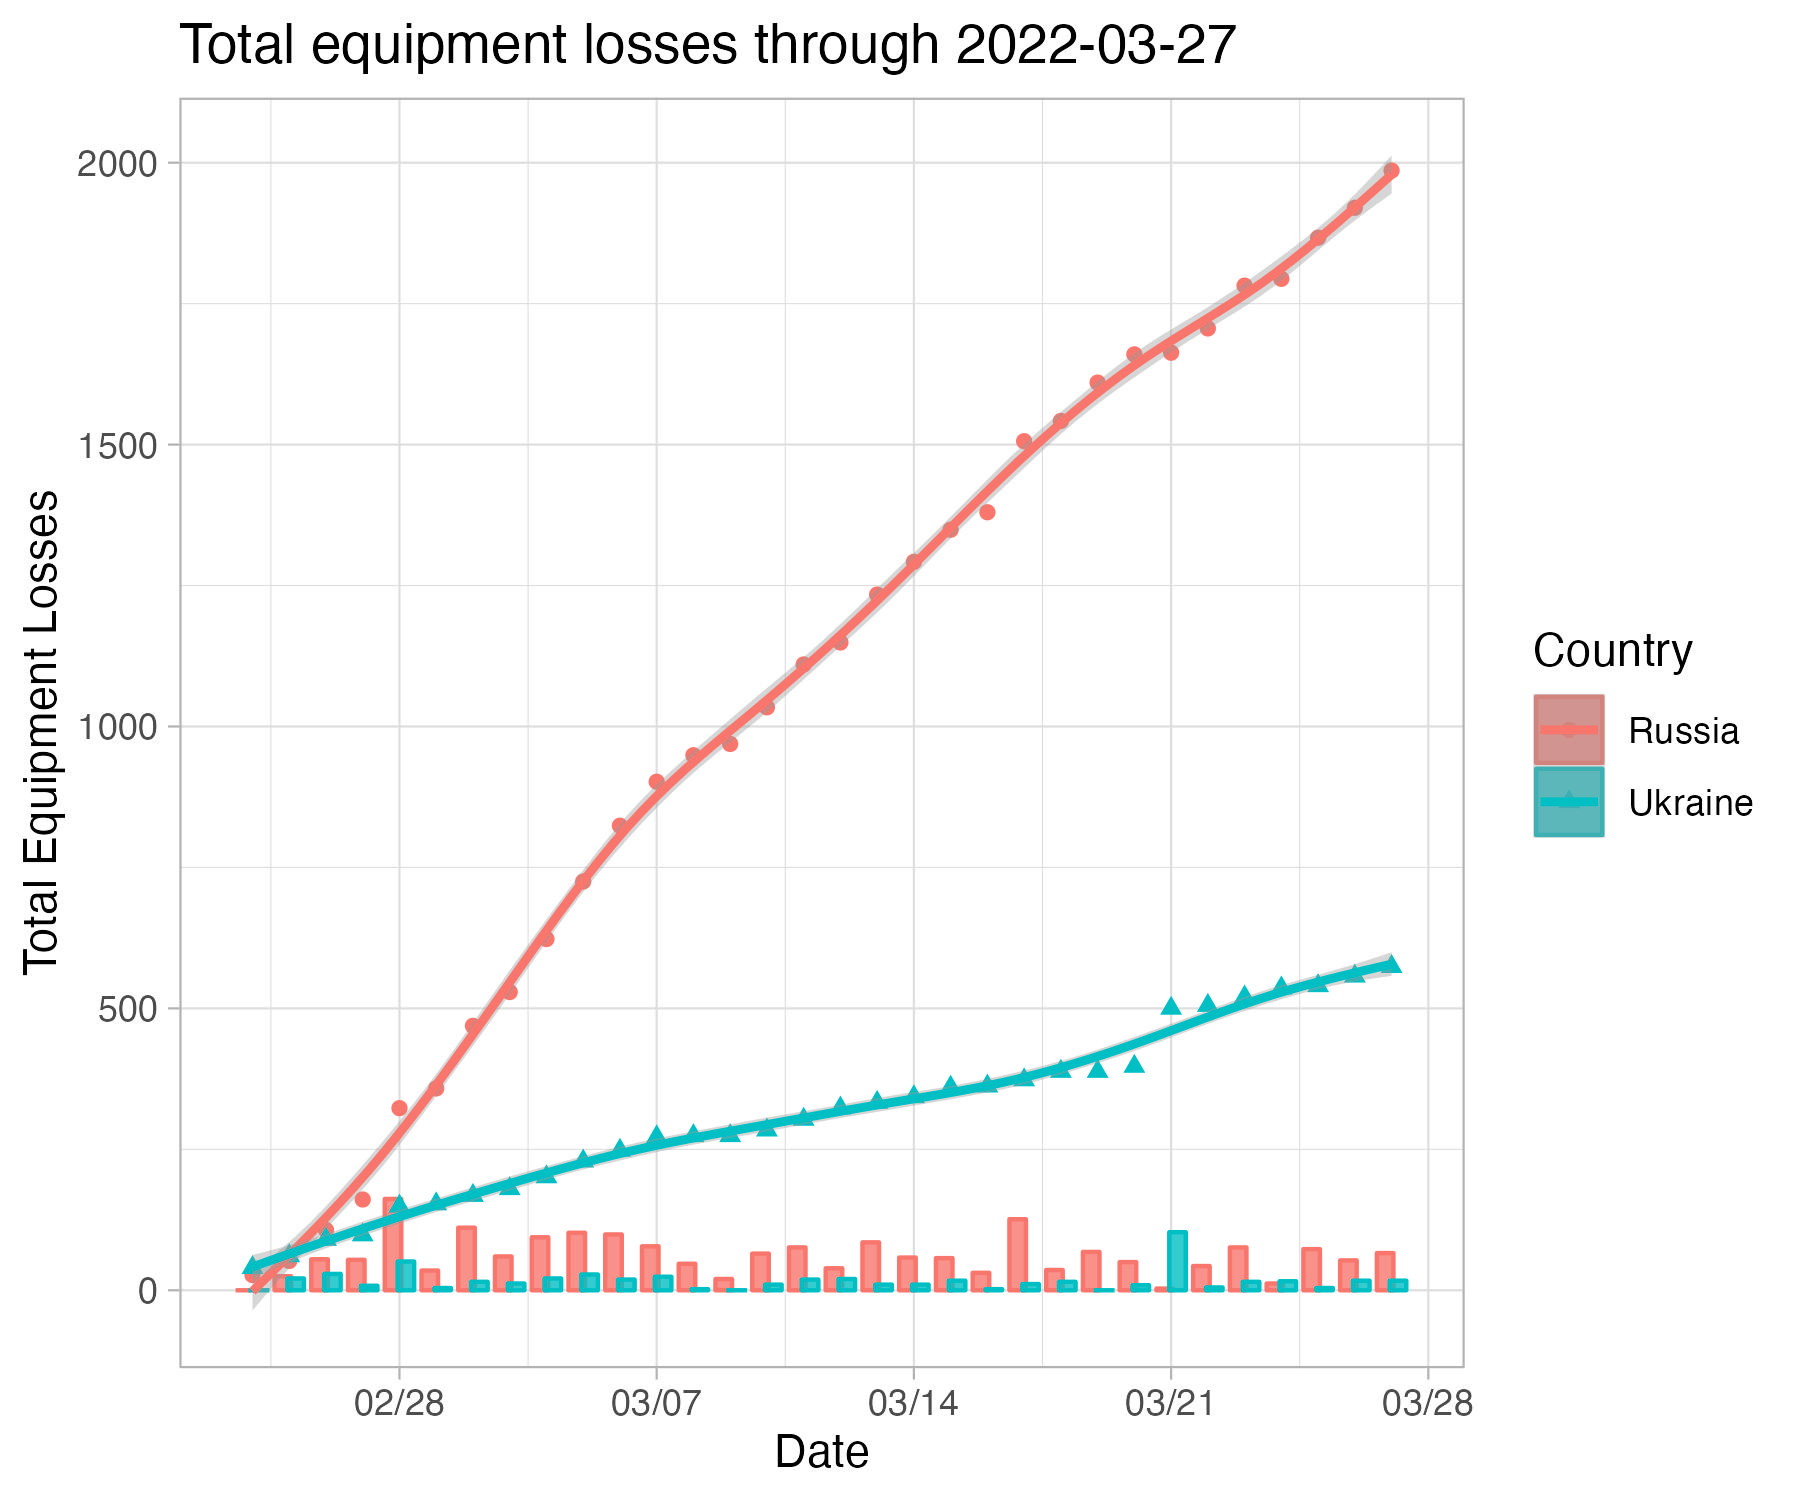 Total equipment losses through 2022-03-27
Total Equipment Losses
2000
1500
1000
500
0
02/28 03/07 03/14 03/21 03/28
Date
Country
Russia
Ukraine